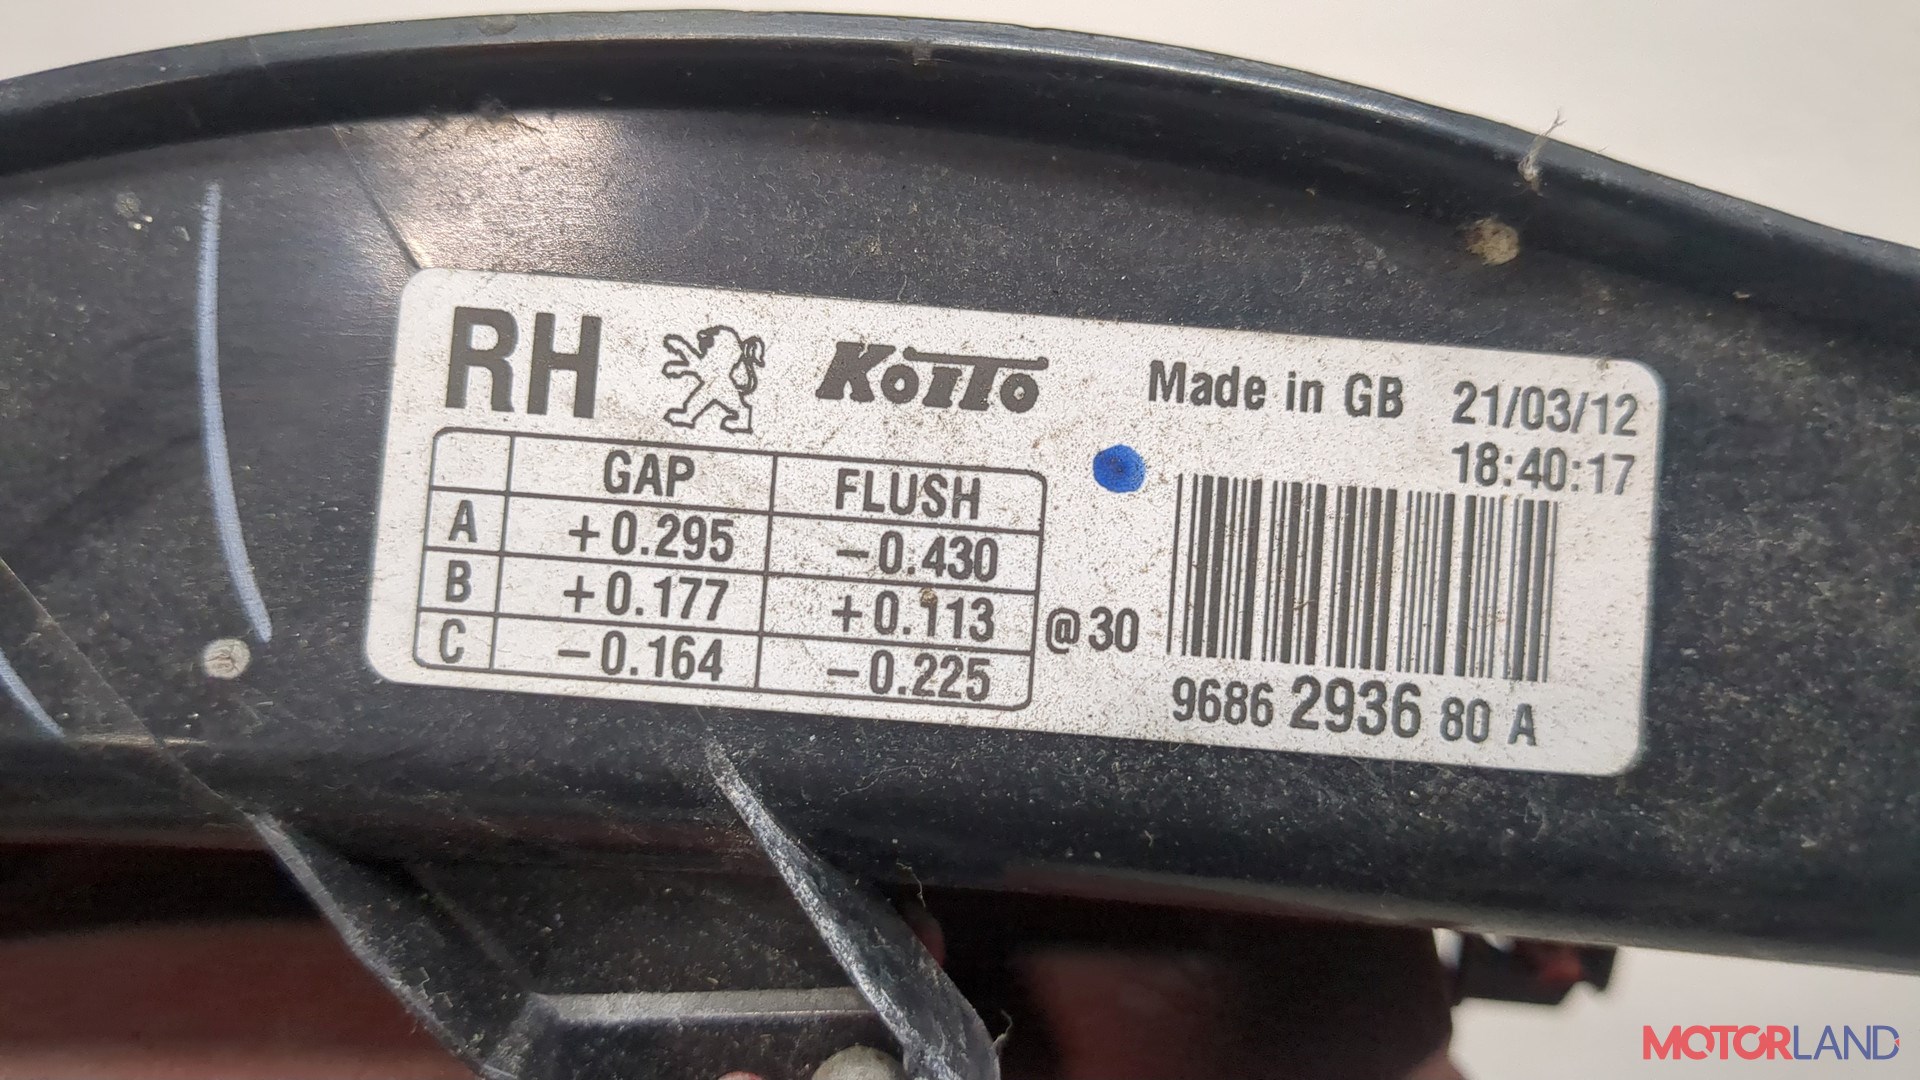 RH KOITO Made in GB 21/03/12
18:40:17
GAP FLUSH
A +0.295 -0.430
B +0.177 +0.113
C -0.164 -0.225
@30
9686 2936 80 A
MOTORLAND